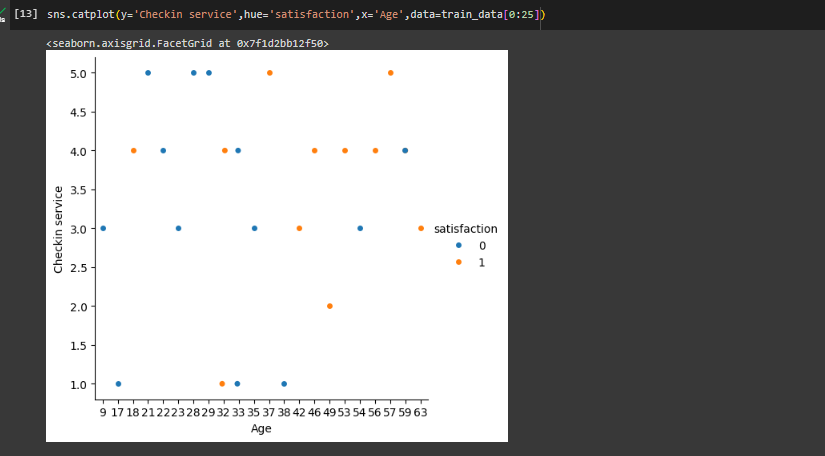 [13] sns.catplot(y='Checkin service',hue='satisfaction',x='Age',data=train_data[0:25])
<seaborn.axisgrid.FacetGrid at 0x7f1d2bb12f50>
5.0
4.5
4.0
3.5
3.0
2.5
2.0
1.5
1.0
Checkin service
satisfaction
0
1
9 17 18 21 22 23 28 29 32 33 35 37 38 42 46 49 53 54 56 57 59 63
Age